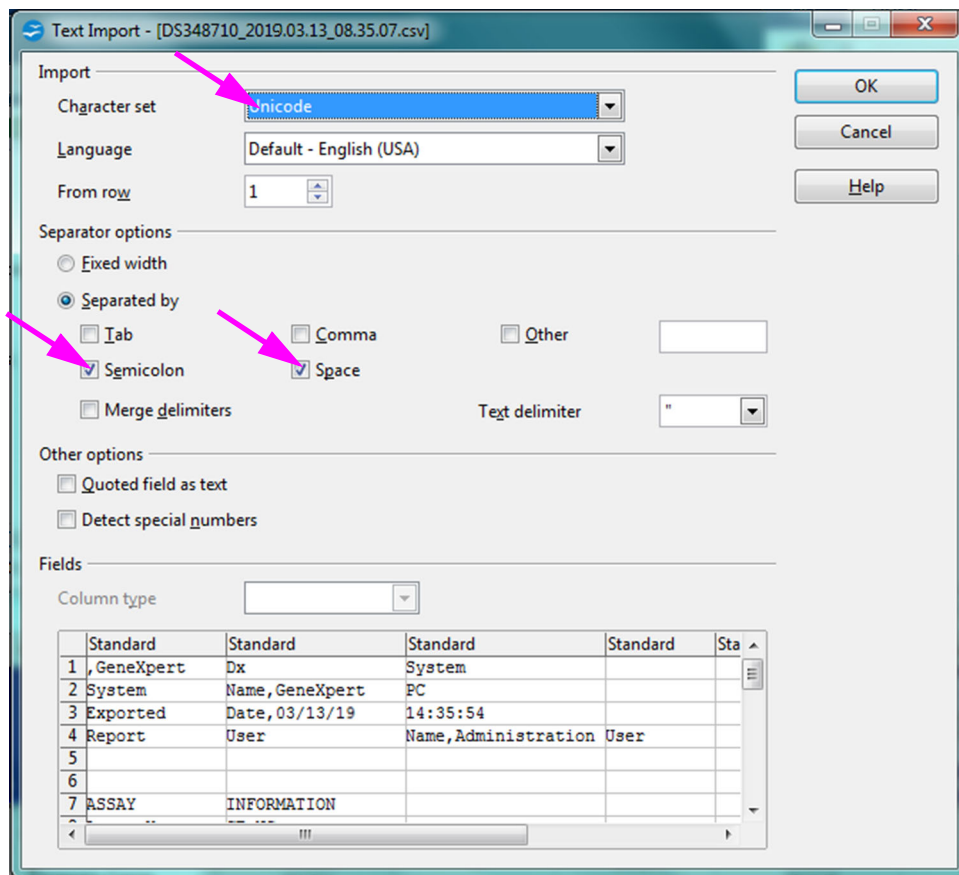 Text Import - [DS348710_2019.03.13_08.35.07.csv]
Import
Character set Unicode
Language Default - English (USA)
From row 1
OK
Cancel
Help
Separator options
Fixed width
Separated by
Tab Comma Other
Semicolon Space
Merge delimiters Text delimiter "
Other options
Quoted field as text
Detect special numbers
Fields
Column type
Standard Standard Standard Standard Sta
1 ,GeneXpert Dx System
2 System Name,GeneXpert PC
3 Exported Date,03/13/19 14:35:54
4 Report User Name,Administration User
5
6
7 ASSAY INFORMATION